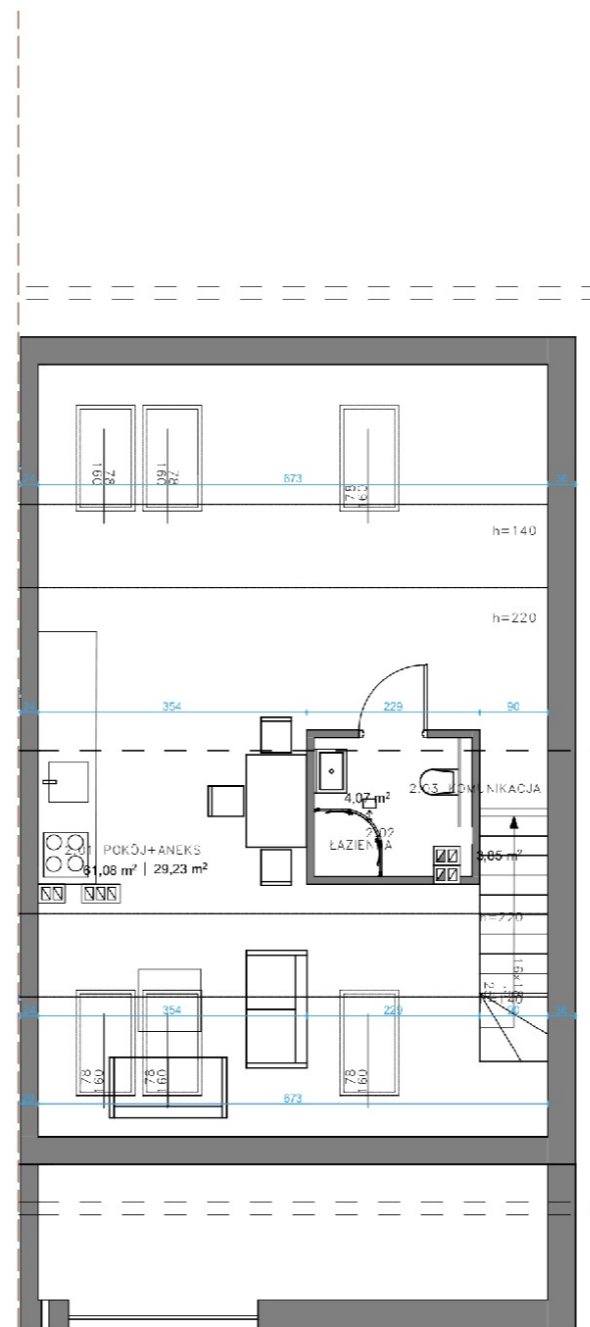 78
160
78
160
78
160
673
h=140
h=220
354
229
90
2.03 KOMUNIKACJA
4,07 m²
2.02
ŁAZIENKA
2.01 POKÓJ+ANEKS
61,08 m² | 29,23 m²
3,85 m²
h=220
354
229
90
78
160
78
160
78
160
673